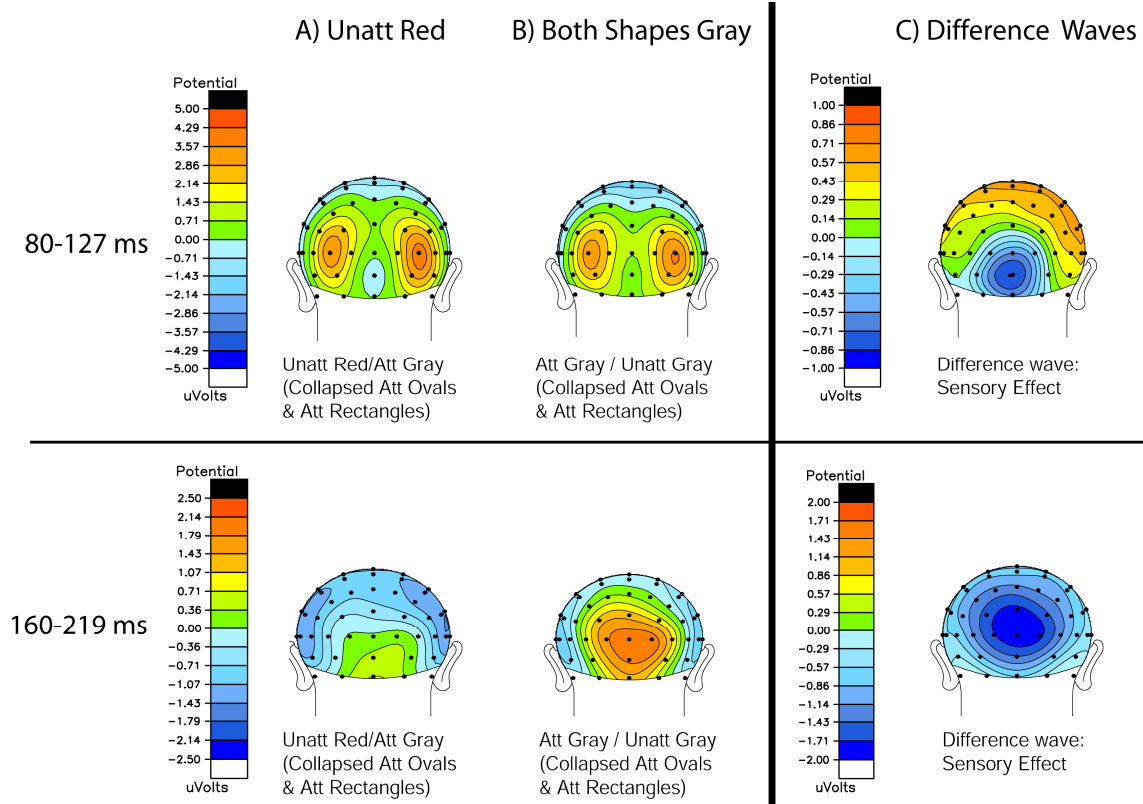 A) Unatt Red
B) Both Shapes Gray
C) Difference Waves
80-127 ms
Potential
5.00
4.29
3.57
2.86
2.14
1.43
0.71
0.00
-0.71
-1.43
-2.14
-2.86
-3.57
-4.29
-5.00
uVolts
Unatt Red/Att Gray
(Collapsed Att Ovals
& Att Rectangles)
Att Gray / Unatt Gray
(Collapsed Att Ovals
& Att Rectangles)
Potential
1.00
0.86
0.71
0.57
0.43
0.29
0.14
0.00
-0.14
-0.29
-0.43
-0.57
-0.71
-0.86
-1.00
uVolts
Difference wave:
Sensory Effect
160-219 ms
Potential
2.50
2.14
1.79
1.43
1.07
0.71
0.36
0.00
-0.36
-0.71
-1.07
-1.43
-1.79
-2.14
-2.50
uVolts
Unatt Red/Att Gray
(Collapsed Att Ovals
& Att Rectangles)
Att Gray / Unatt Gray
(Collapsed Att Ovals
& Att Rectangles)
Potential
2.00
1.71
1.43
1.14
0.86
0.57
0.29
0.00
-0.29
-0.57
-0.86
-1.14
-1.43
-1.71
-2.00
uVolts
Difference wave:
Sensory Effect